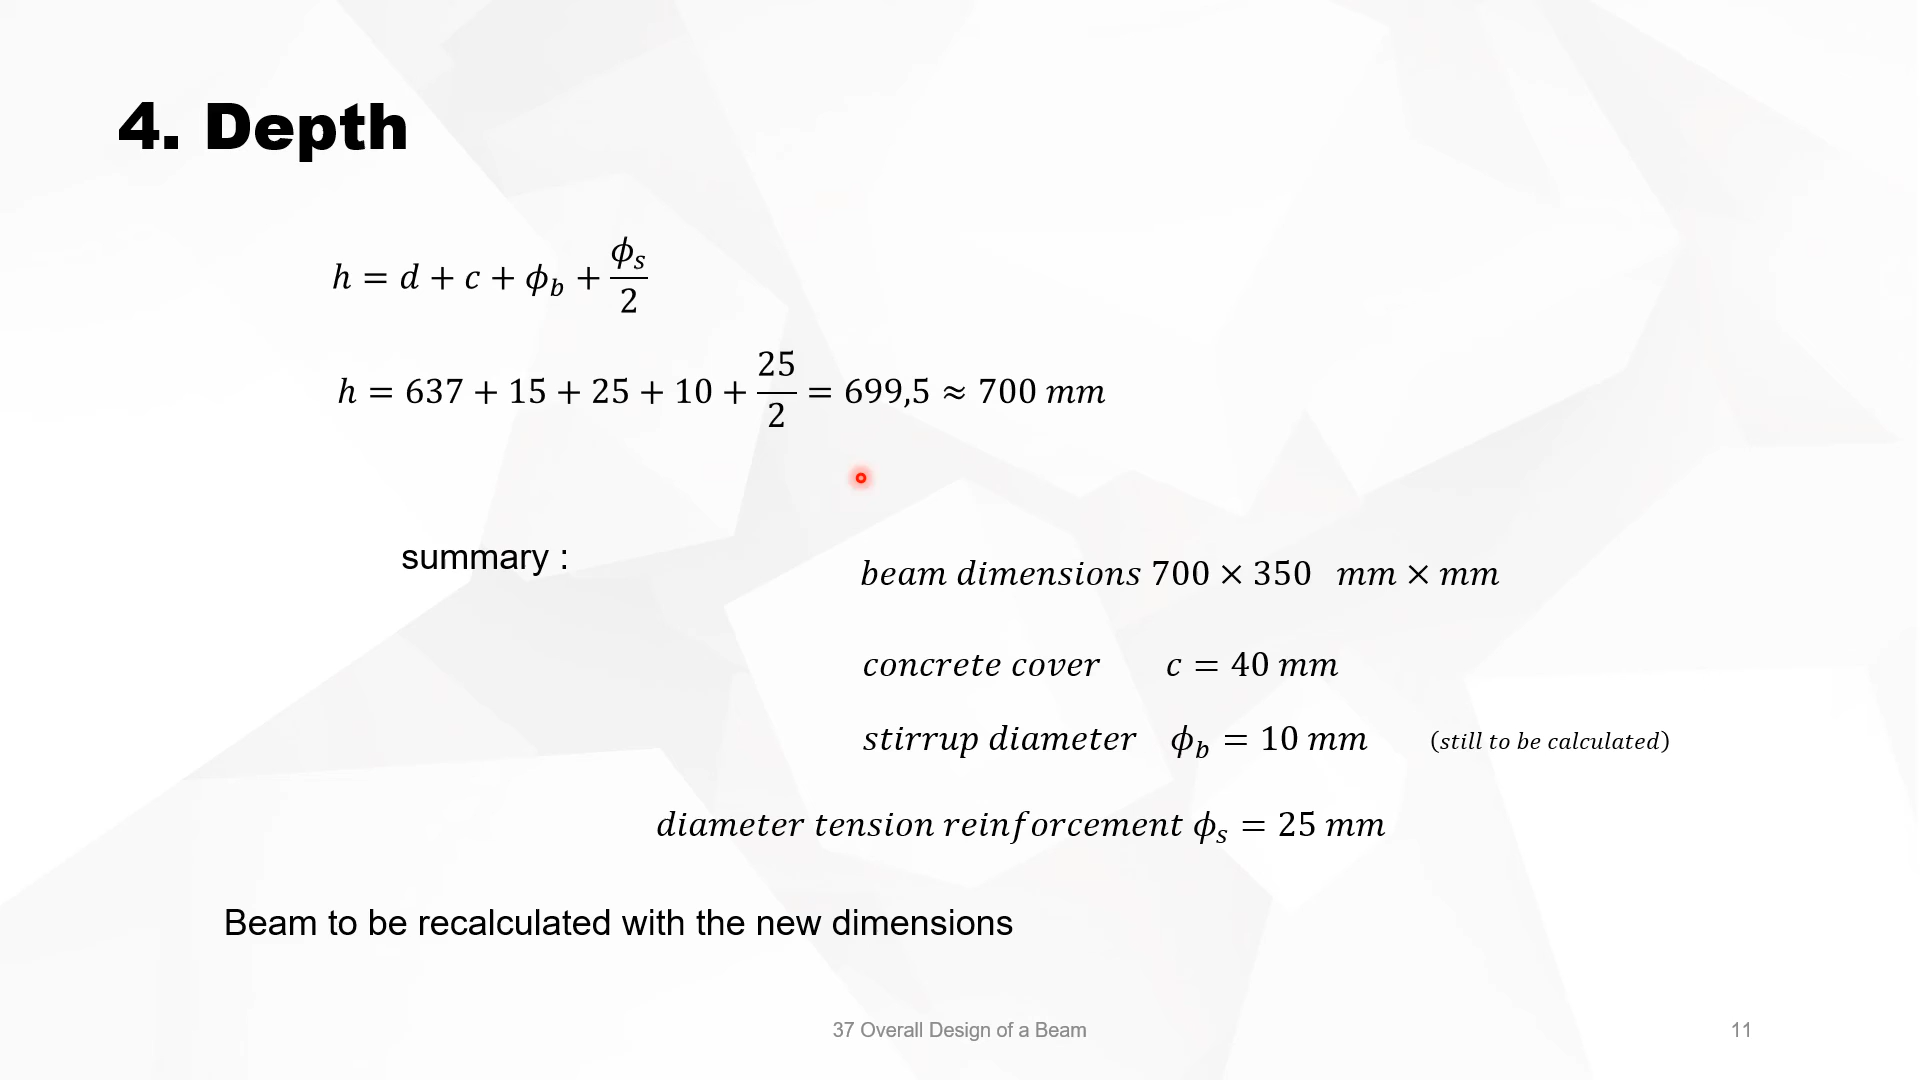 4. Depth
h = d + c + ϕ_b + ϕ_s/2
h = 637 + 15 + 25 + 10 + 25/2 = 699,5 ≈ 700 mm
summary :
beam dimensions 700 × 350 mm × mm
concrete cover c = 40 mm
stirrup diameter ϕ_b = 10 mm (still to be calculated)
diameter tension reinforcement ϕ_s = 25 mm
Beam to be recalculated with the new dimensions
37 Overall Design of a Beam
11